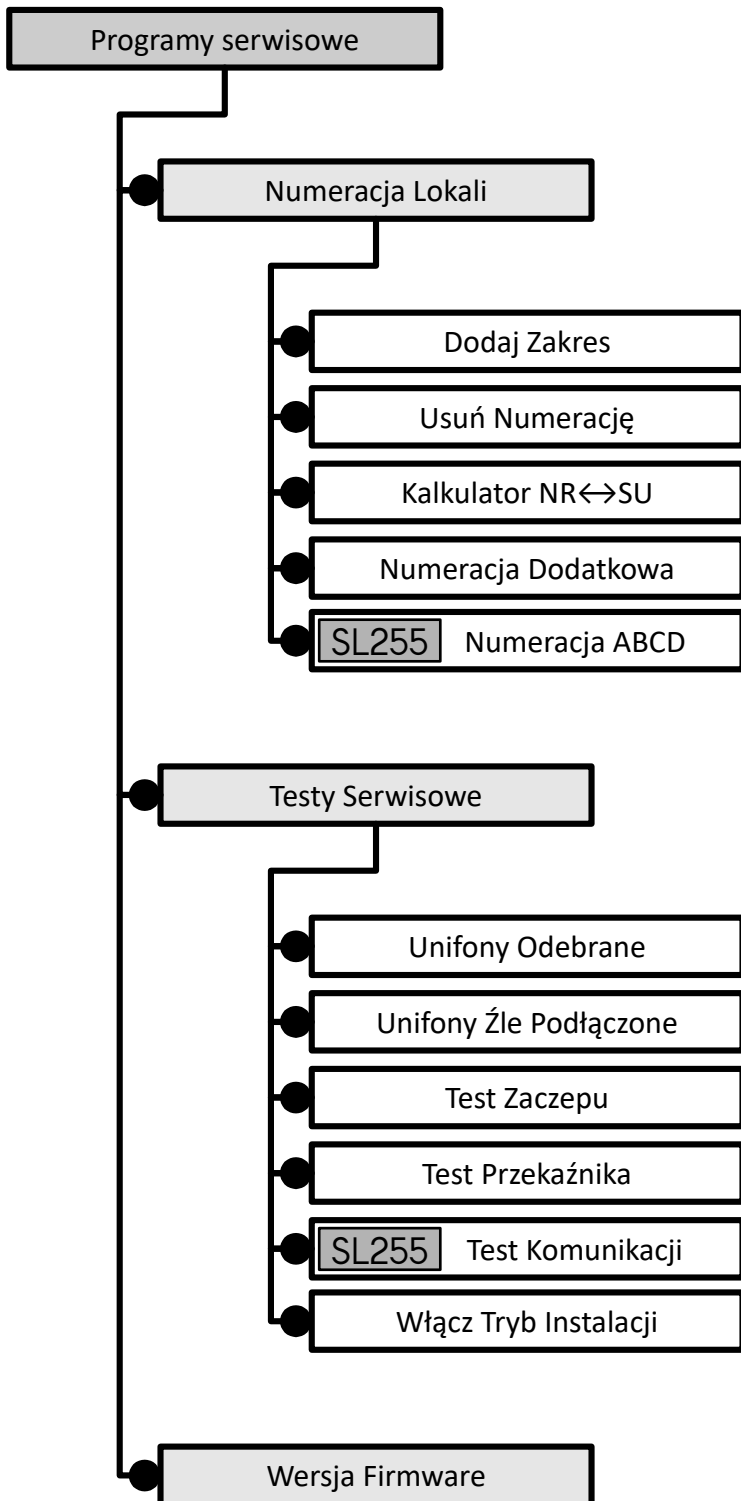 Programy serwisowe
Numeracja Lokali
Dodaj Zakres
Usuń Numerację
Kalkulator NR↔SU
Numeracja Dodatkowa
SL255 Numeracja ABCD
Testy Serwisowe
Unifony Odebrane
Unifony Źle Podłączone
Test Zaczepu
Test Przekaźnika
SL255 Test Komunikacji
Włącz Tryb Instalacji
Wersja Firmware